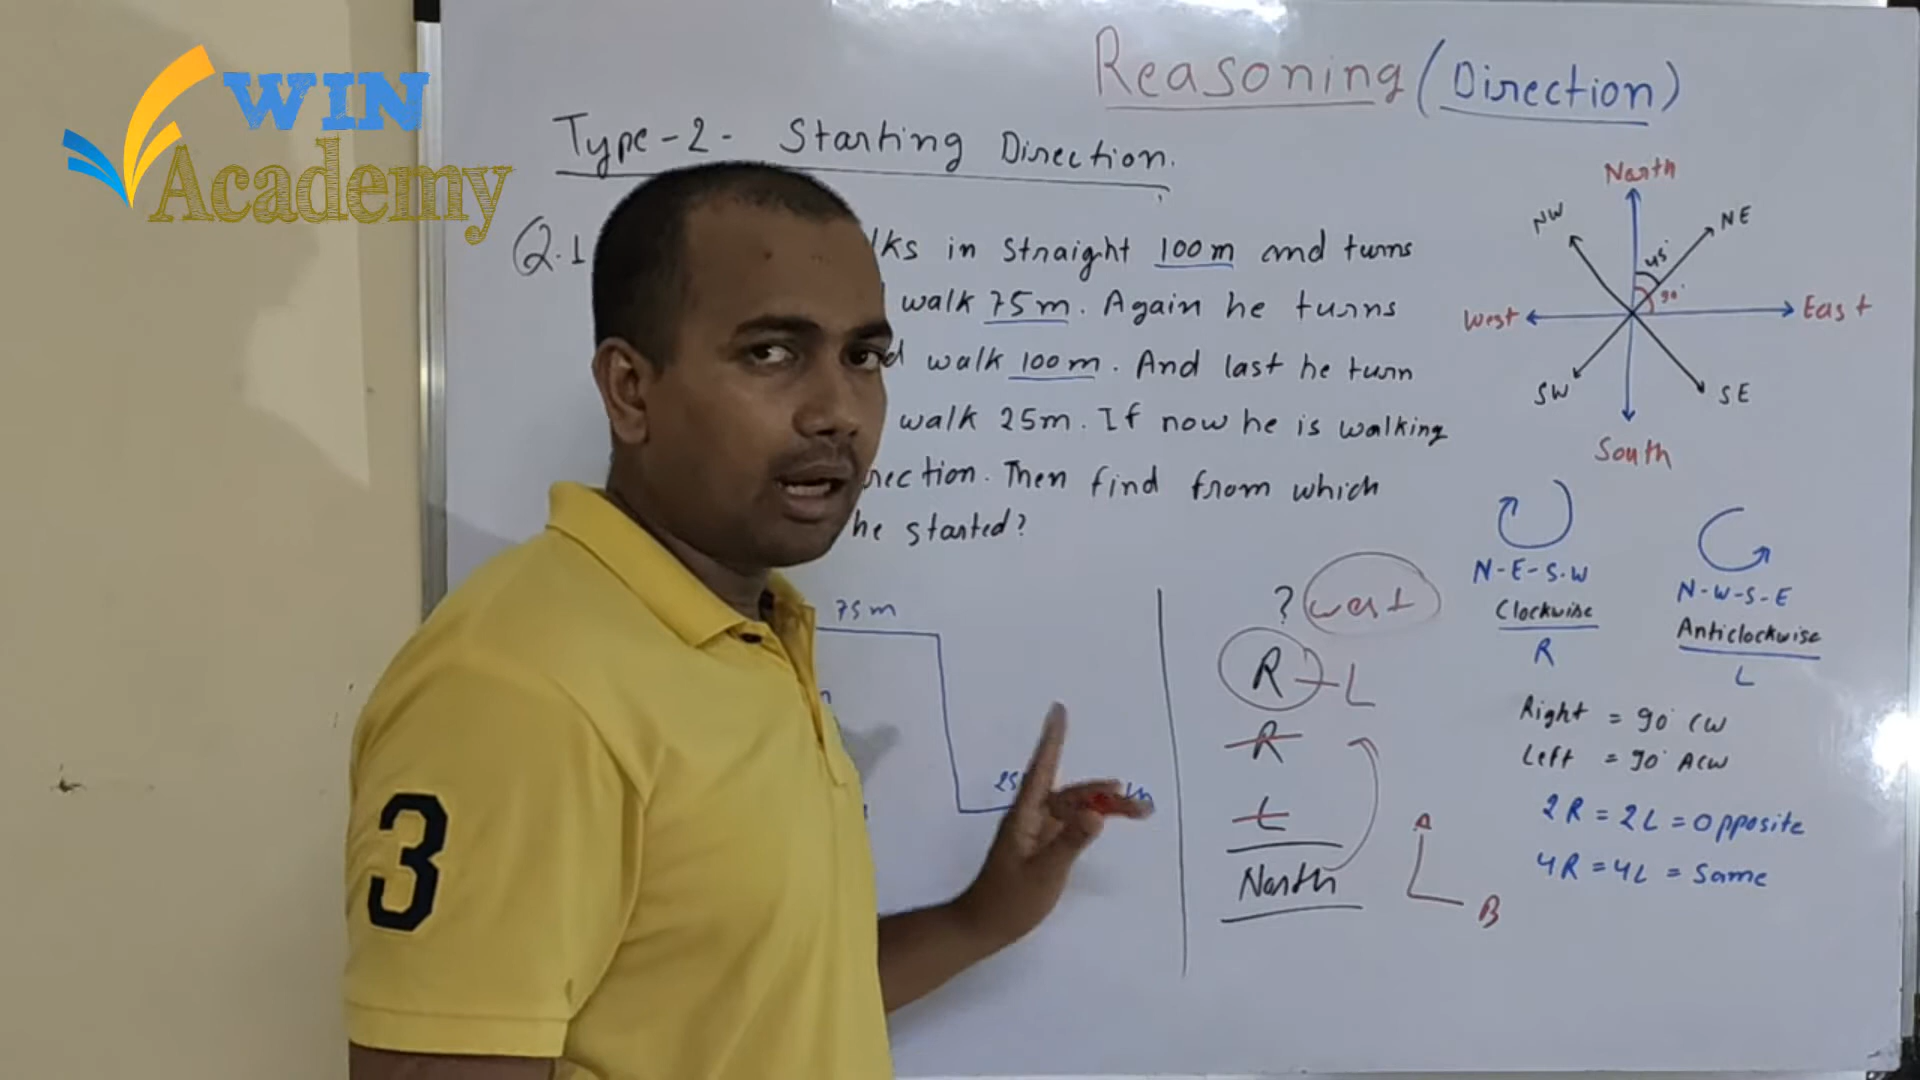 WIN
Academy
Reasoning (Direction)
Type-2- Starting Direction.
Q.1 lks in straight 100m and turns
walk 75m. Again he turns
d walk 100m. And last he turn
walk 25m. If now he is walking
rection. Then find from which
he started?
North
NW
NE
45°
90°
West
East
SW
SE
South
N-E-S-W
Clockwise
R
N-W-S-E
Anticlockwise
L
Right = 90° CW
Left = 90° ACW
2R = 2L = opposite
4R = 4L = Same
75m
? west
R L
R
L
North
A
B
3